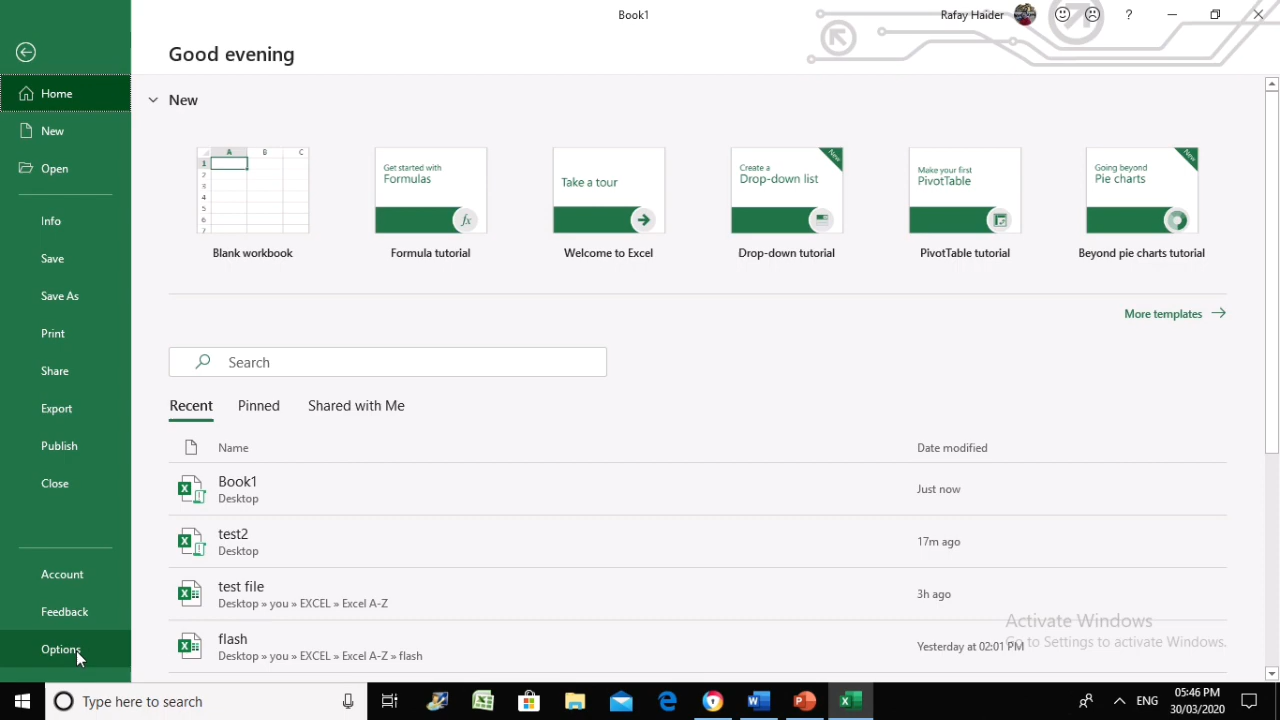 Book1
Rafay Haider
?
Good evening
Home
New
Open
Info
Save
Save As
Print
Share
Export
Publish
Close
Account
Feedback
Options
New
A B C
1
2
3
4
5
6
7
Blank workbook
Get started with
Formulas
fx
Formula tutorial
Take a tour
Welcome to Excel
Create a
Drop-down list
New
Drop-down tutorial
Make your first
PivotTable
PivotTable tutorial
Going beyond
Pie charts
New
Beyond pie charts tutorial
More templates
Search
Recent Pinned Shared with Me
Name Date modified
Book1
Desktop
Just now
test2
Desktop
17m ago
test file
Desktop » you » EXCEL » Excel A-Z
3h ago
flash
Desktop » you » EXCEL » Excel A-Z » flash
Yesterday at 02:01 PM
Activate Windows
Go to Settings to activate Windows.
Type here to search
ENG
05:46 PM
30/03/2020